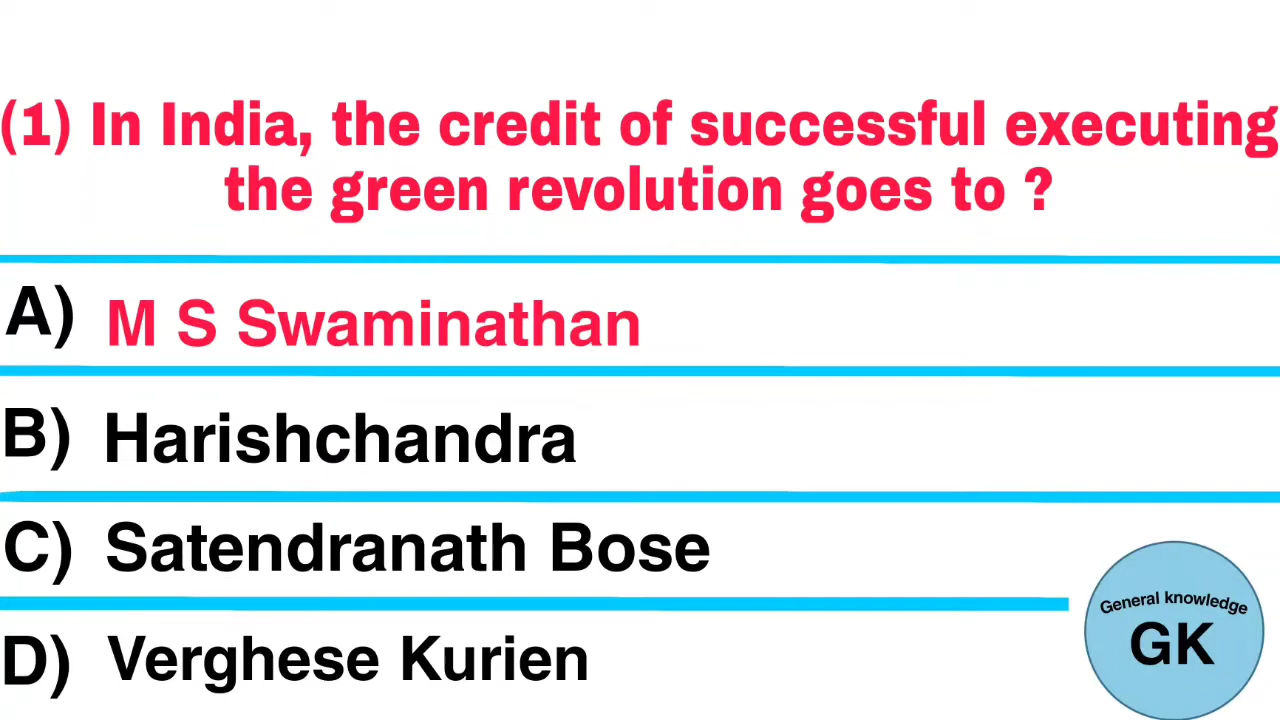 (1) In India, the credit of successful executing
the green revolution goes to ?
A) M S Swaminathan
B) Harishchandra
C) Satendranath Bose
D) Verghese Kurien
General knowledge
GK